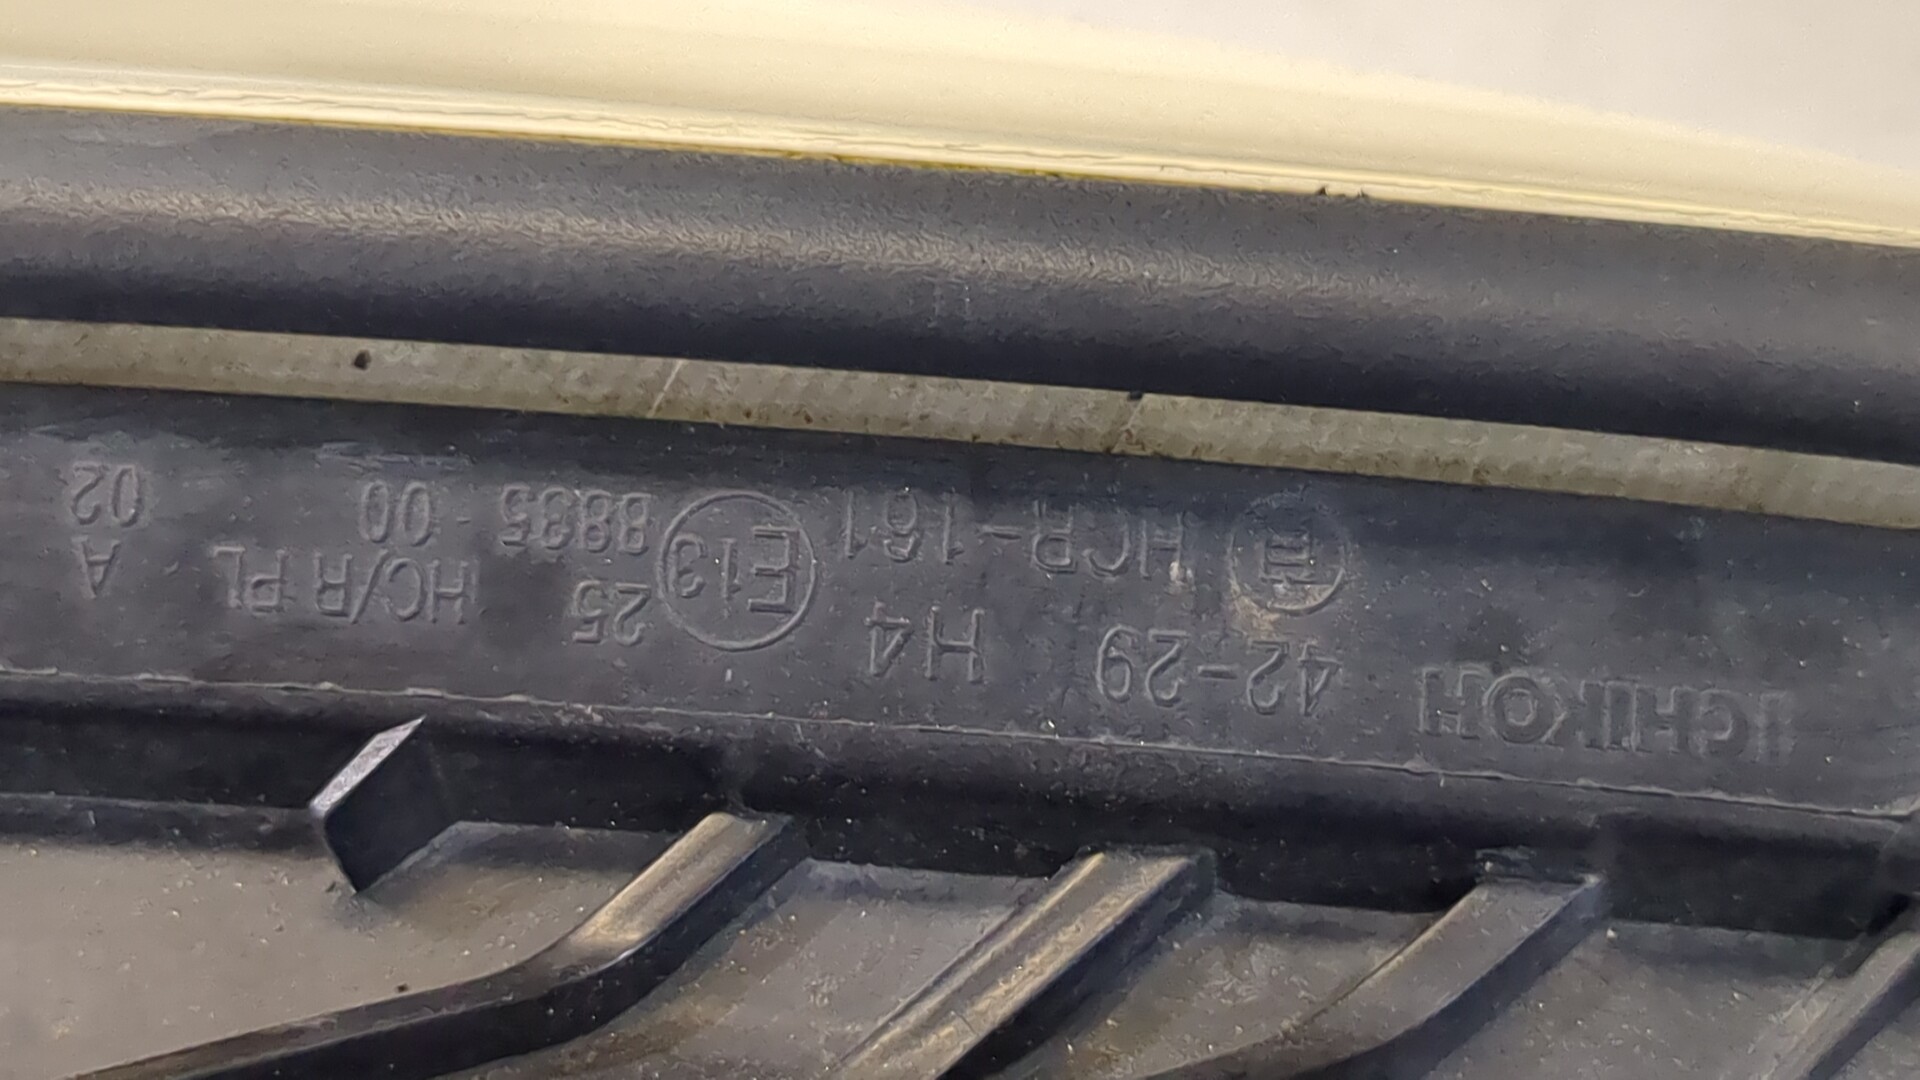 ICHIKOH 42-29 H4 E13 25 HC/R PL A
HCR-161 8835 00 02